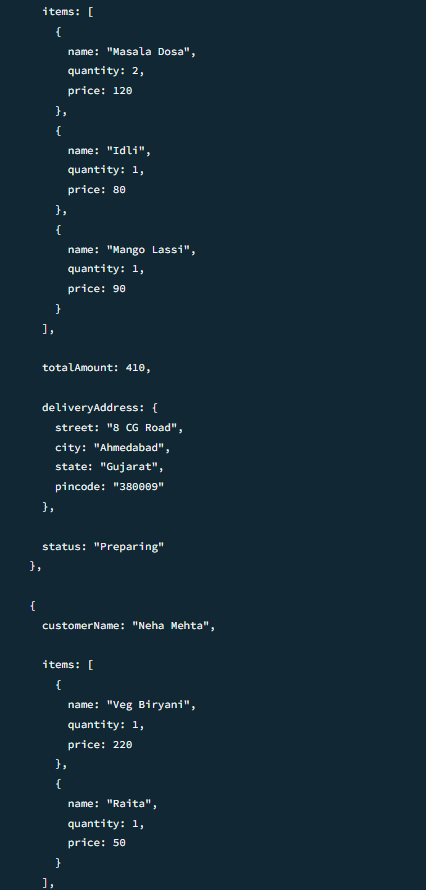 items: [
{
name: "Masala Dosa",
quantity: 2,
price: 120
},
{
name: "Idli",
quantity: 1,
price: 80
},
{
name: "Mango Lassi",
quantity: 1,
price: 90
}
],
totalAmount: 410,
deliveryAddress: {
street: "8 CG Road",
city: "Ahmedabad",
state: "Gujarat",
pincode: "380009"
},
status: "Preparing"
},
{
customerName: "Neha Mehta",
items: [
{
name: "Veg Biryani",
quantity: 1,
price: 220
},
{
name: "Raita",
quantity: 1,
price: 50
}
],